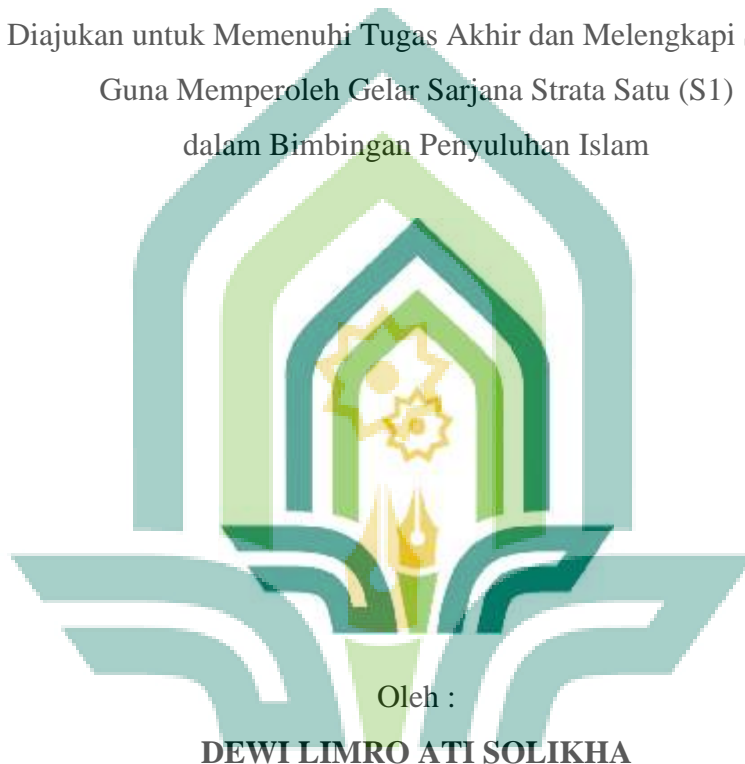 Diajukan untuk Memenuhi Tugas Akhir dan Melengkapi
Guna Memperoleh Gelar Sarjana Strata Satu (S1)
dalam Bimbingan Penyuluhan Islam
Oleh :
DEWI LIMRO ATI SOLIKHA